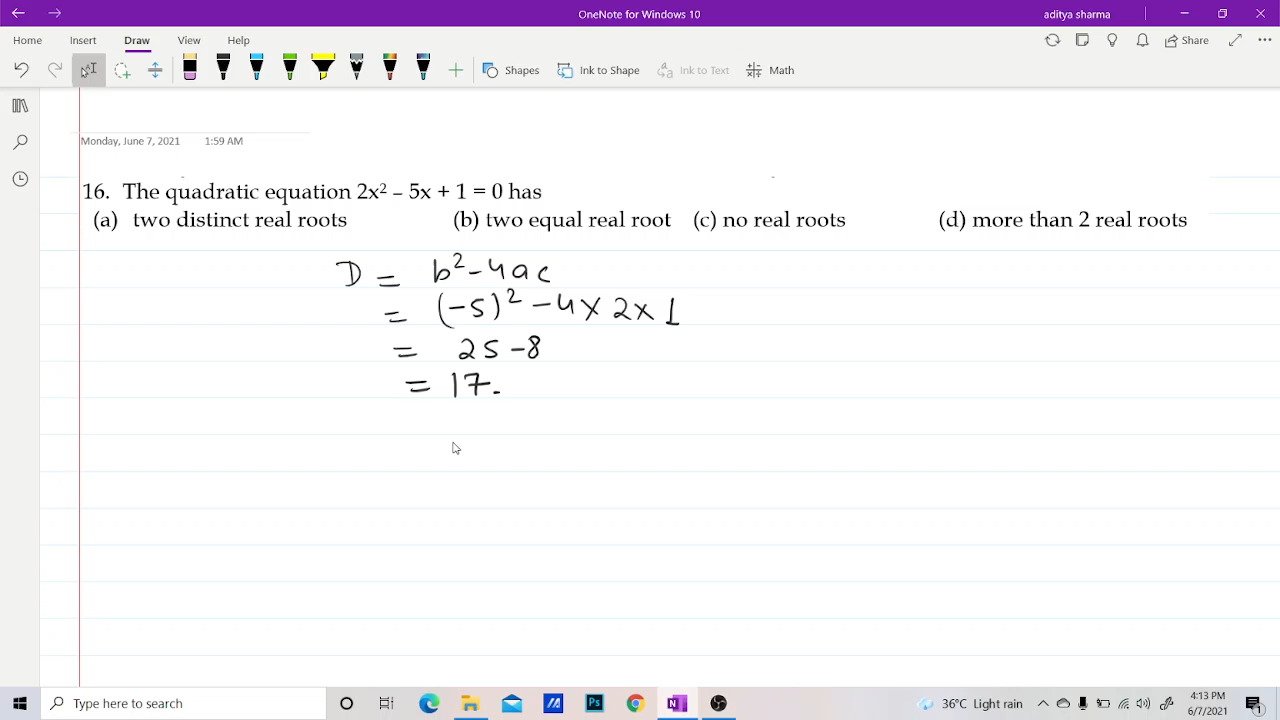 OneNote for Windows 10
aditya sharma
Home Insert Draw View Help
Share
Shapes Ink to Shape Ink to Text Math
Monday, June 7, 2021 1:59 AM
16. The quadratic equation 2x² – 5x + 1 = 0 has
(a) two distinct real roots (b) two equal real root (c) no real roots (d) more than 2 real roots
D = b² - 4ac
= (-5)² - 4 × 2 × 1
= 25 - 8
= 17.
Type here to search
36°C Light rain
4:13 PM
6/7/2021